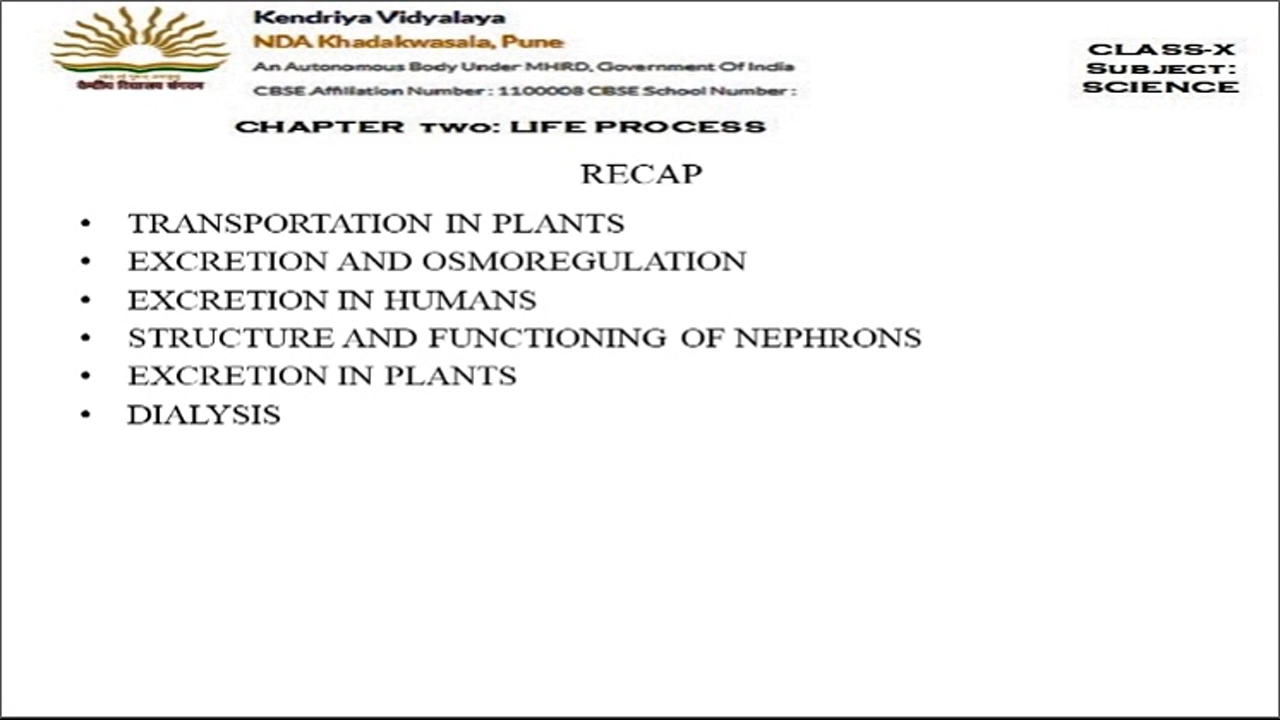 Kendriya Vidyalaya
NDA Khadakwasala, Pune
An Autonomous Body Under MHRD, Government Of India
CBSE Affiliation Number : 1100008 CBSE School Number :
केन्द्रीय विद्यालय संगठन
CLASS-X
SUBJECT:
SCIENCE
CHAPTER TWO: LIFE PROCESS
RECAP
• TRANSPORTATION IN PLANTS
• EXCRETION AND OSMOREGULATION
• EXCRETION IN HUMANS
• STRUCTURE AND FUNCTIONING OF NEPHRONS
• EXCRETION IN PLANTS
• DIALYSIS